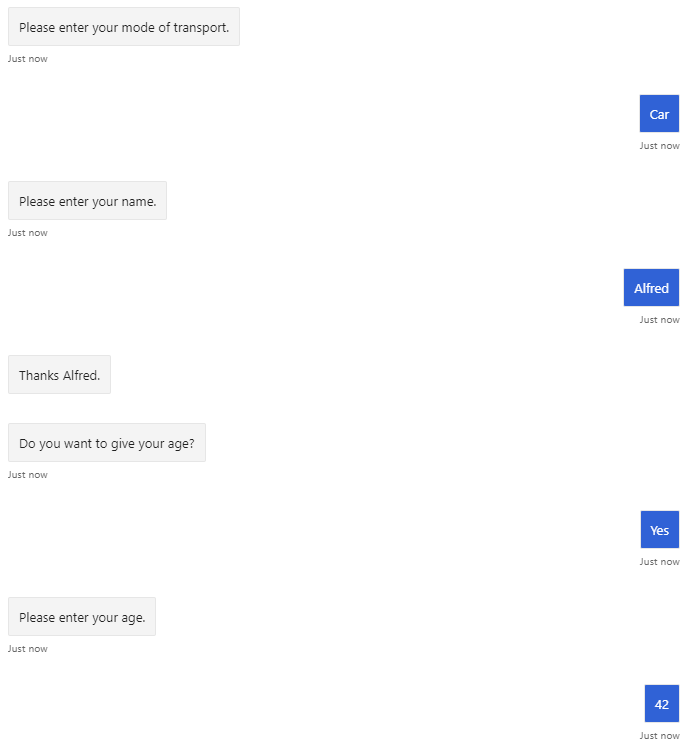 Please enter your mode of transport.
Just now
Car
Just now
Please enter your name.
Just now
Alfred
Just now
Thanks Alfred.
Do you want to give your age?
Just now
Yes
Just now
Please enter your age.
Just now
42
Just now